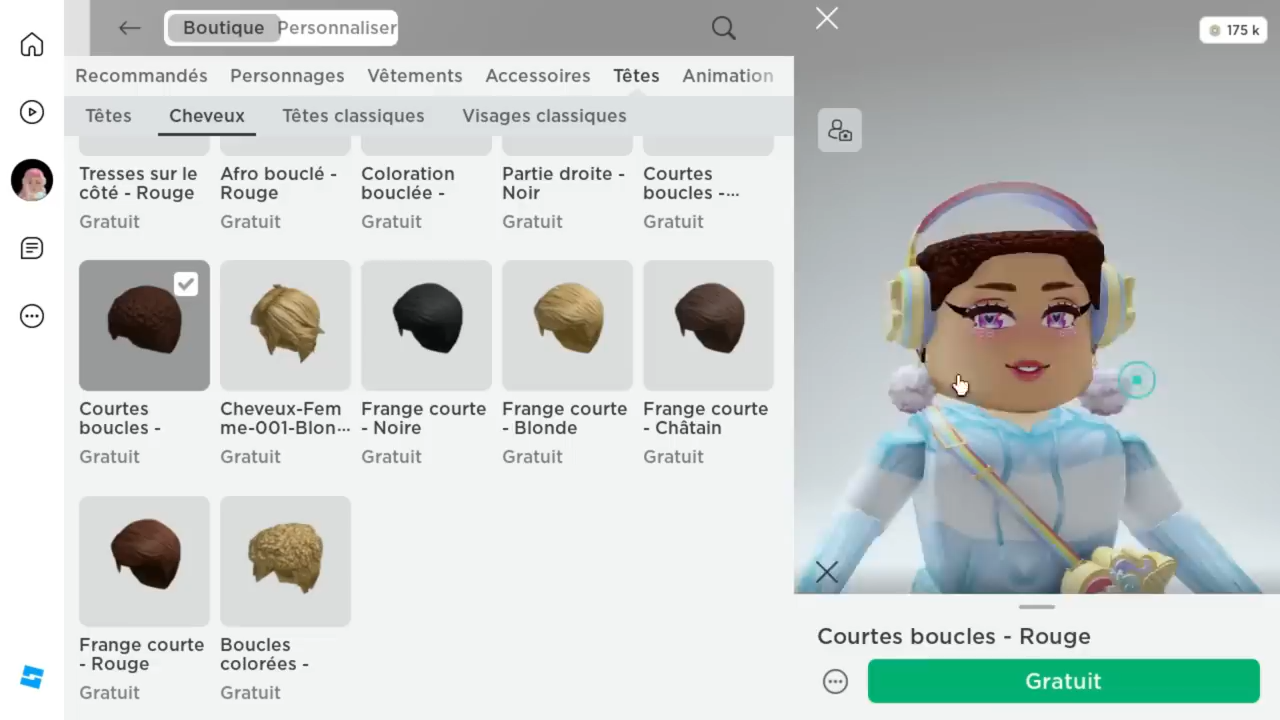 Boutique Personnaliser
175 k
Recommandés Personnages Vêtements Accessoires Têtes Animation
Têtes Cheveux Têtes classiques Visages classiques
Tresses sur le
côté - Rouge
Gratuit
Afro bouclé -
Rouge
Gratuit
Coloration
bouclée -
Gratuit
Partie droite -
Noir
Gratuit
Courtes
boucles -...
Gratuit
Courtes
boucles -
Gratuit
Cheveux-Fem
me-001-Blon...
Gratuit
Frange courte
- Noire
Gratuit
Frange courte
- Blonde
Gratuit
Frange courte
- Châtain
Gratuit
Frange courte
- Rouge
Gratuit
Boucles
colorées -
Gratuit
Courtes boucles - Rouge
Gratuit